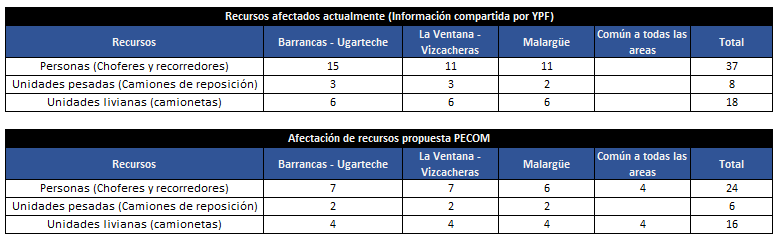 Recursos afectados actualmente (Información compartida por YPF)
Recursos Barrancas - Ugarteche La Ventana - Vizcacheras Malargüe Común a todas las areas Total
Personas (Choferes y recorredores) 15 11 11 37
Unidades pesadas (Camiones de reposición) 3 3 2 8
Unidades livianas (camionetas) 6 6 6 18
Afectación de recursos propuesta PECOM
Recursos Barrancas - Ugarteche La Ventana - Vizcacheras Malargüe Común a todas las areas Total
Personas (Choferes y recorredores) 7 7 6 4 24
Unidades pesadas (Camiones de reposición) 2 2 2 6
Unidades livianas (camionetas) 4 4 4 4 16